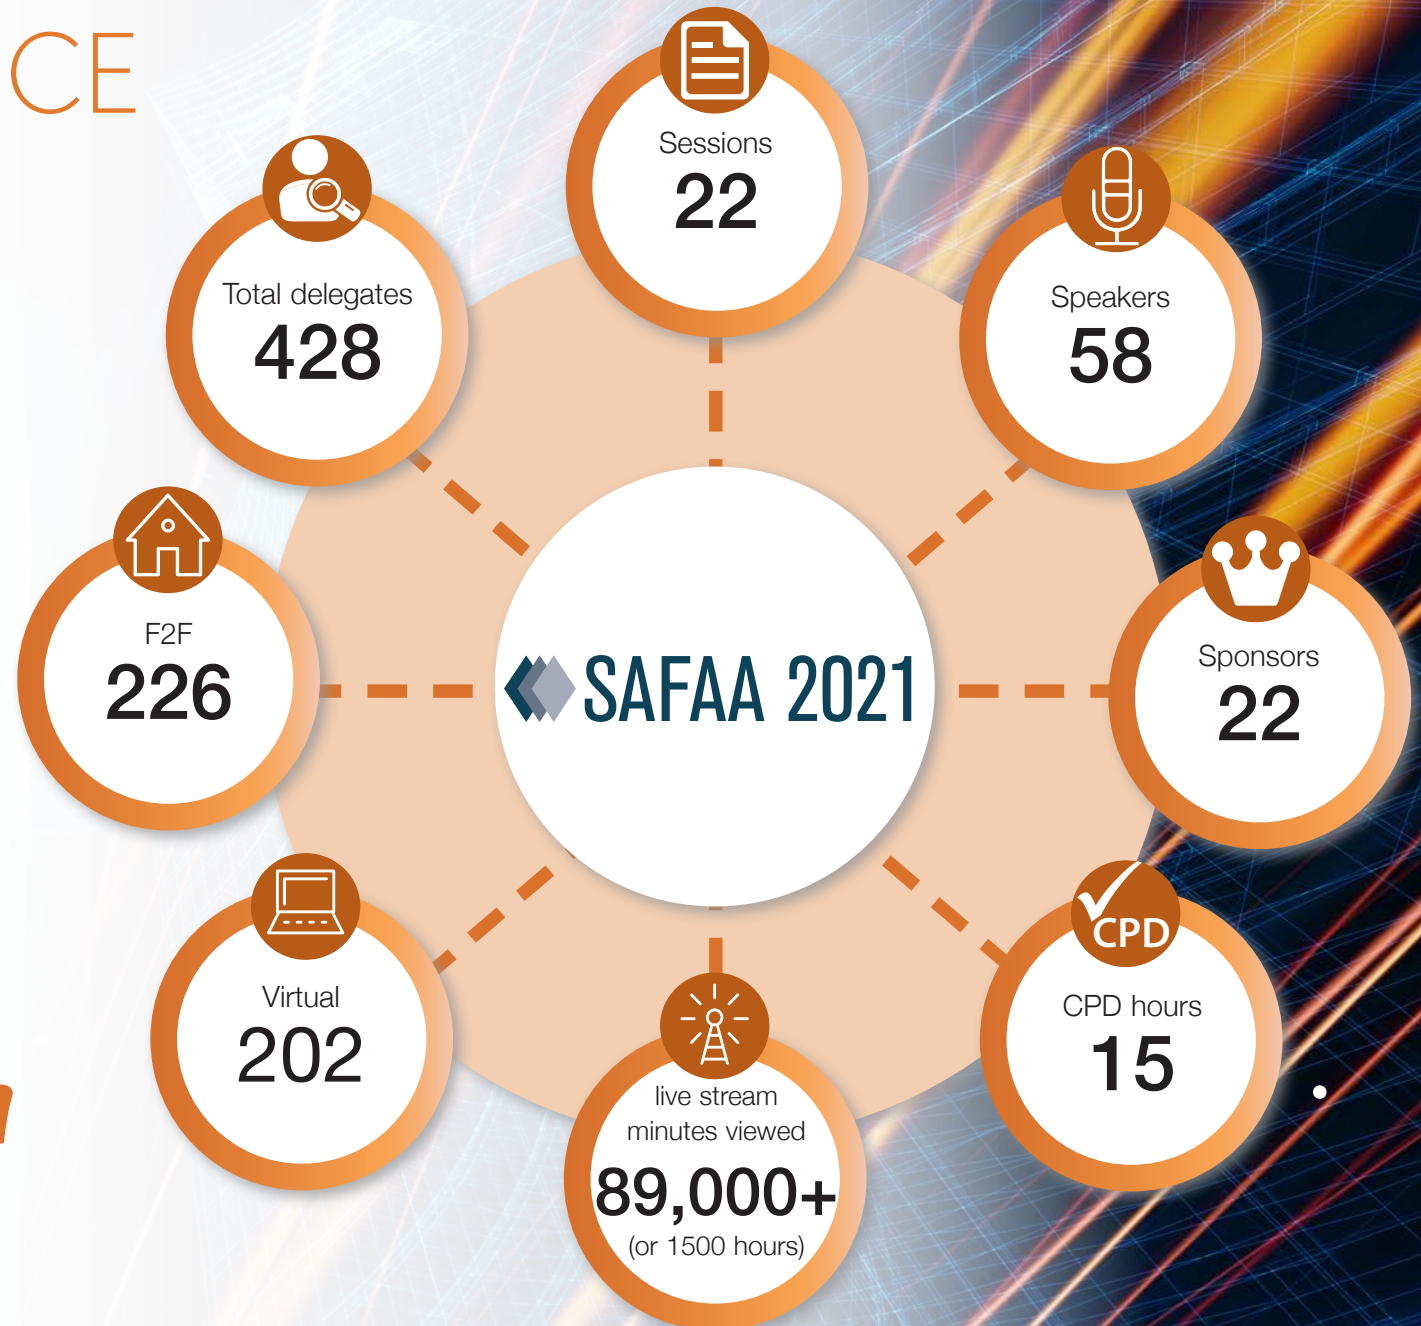 CE
Sessions
22
Total delegates
428
Speakers
58
F2F
226
SAFAA 2021
Sponsors
22
Virtual
202
CPD
CPD hours
15
live stream
minutes viewed
89,000+
(or 1500 hours)